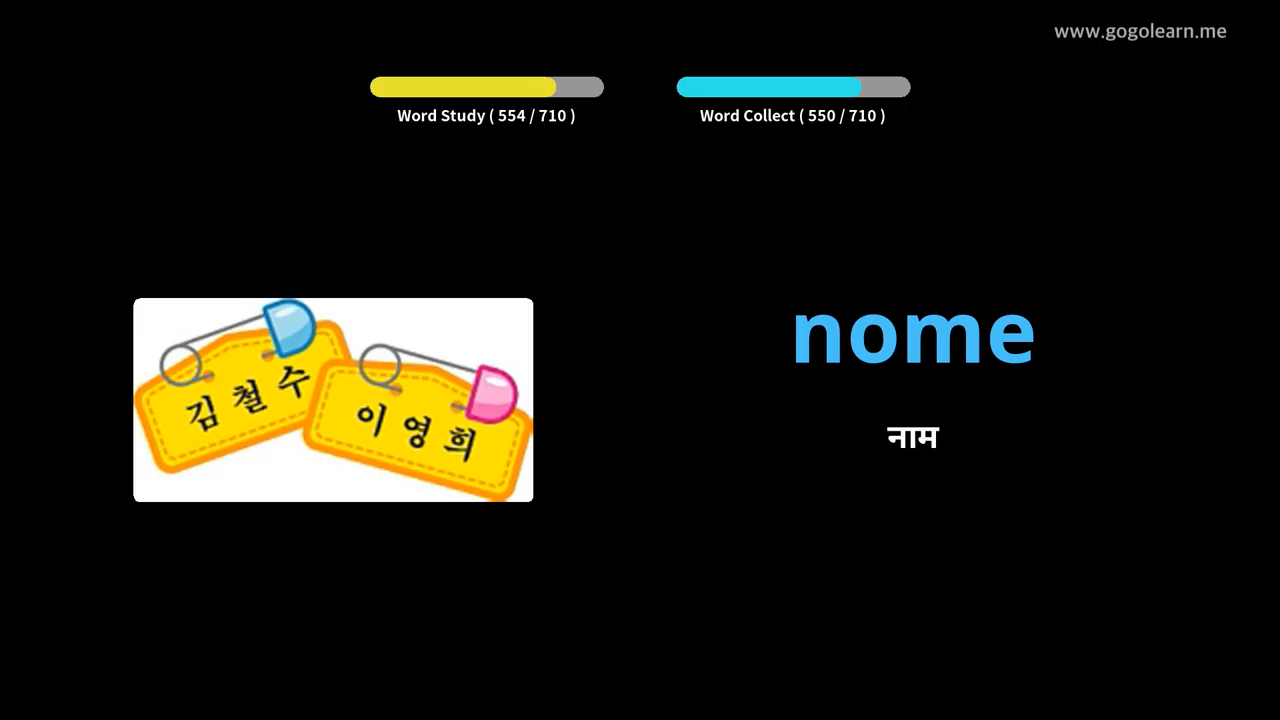 www.gogolearn.me
Word Study ( 554 / 710 )
Word Collect ( 550 / 710 )
김철수
이영희
nome
नाम